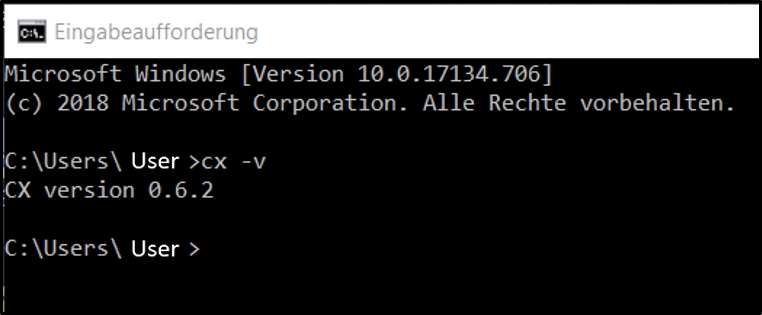 Eingabeaufforderung
Microsoft Windows [Version 10.0.17134.706]
(c) 2018 Microsoft Corporation. Alle Rechte vorbehalten.
C:\Users\ User >cx -v
CX version 0.6.2
C:\Users\ User >